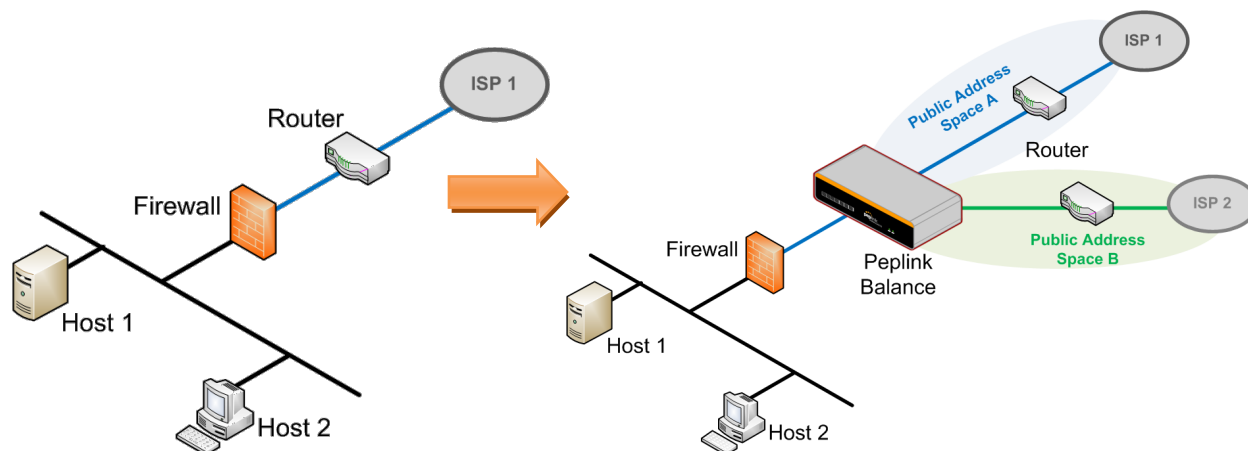 ISP 1
Router
Firewall
Host 1
Host 2
ISP 1
Public Address
Space A
Router
ISP 2
Public Address
Space B
Peplink
Balance
Firewall
Host 1
Host 2